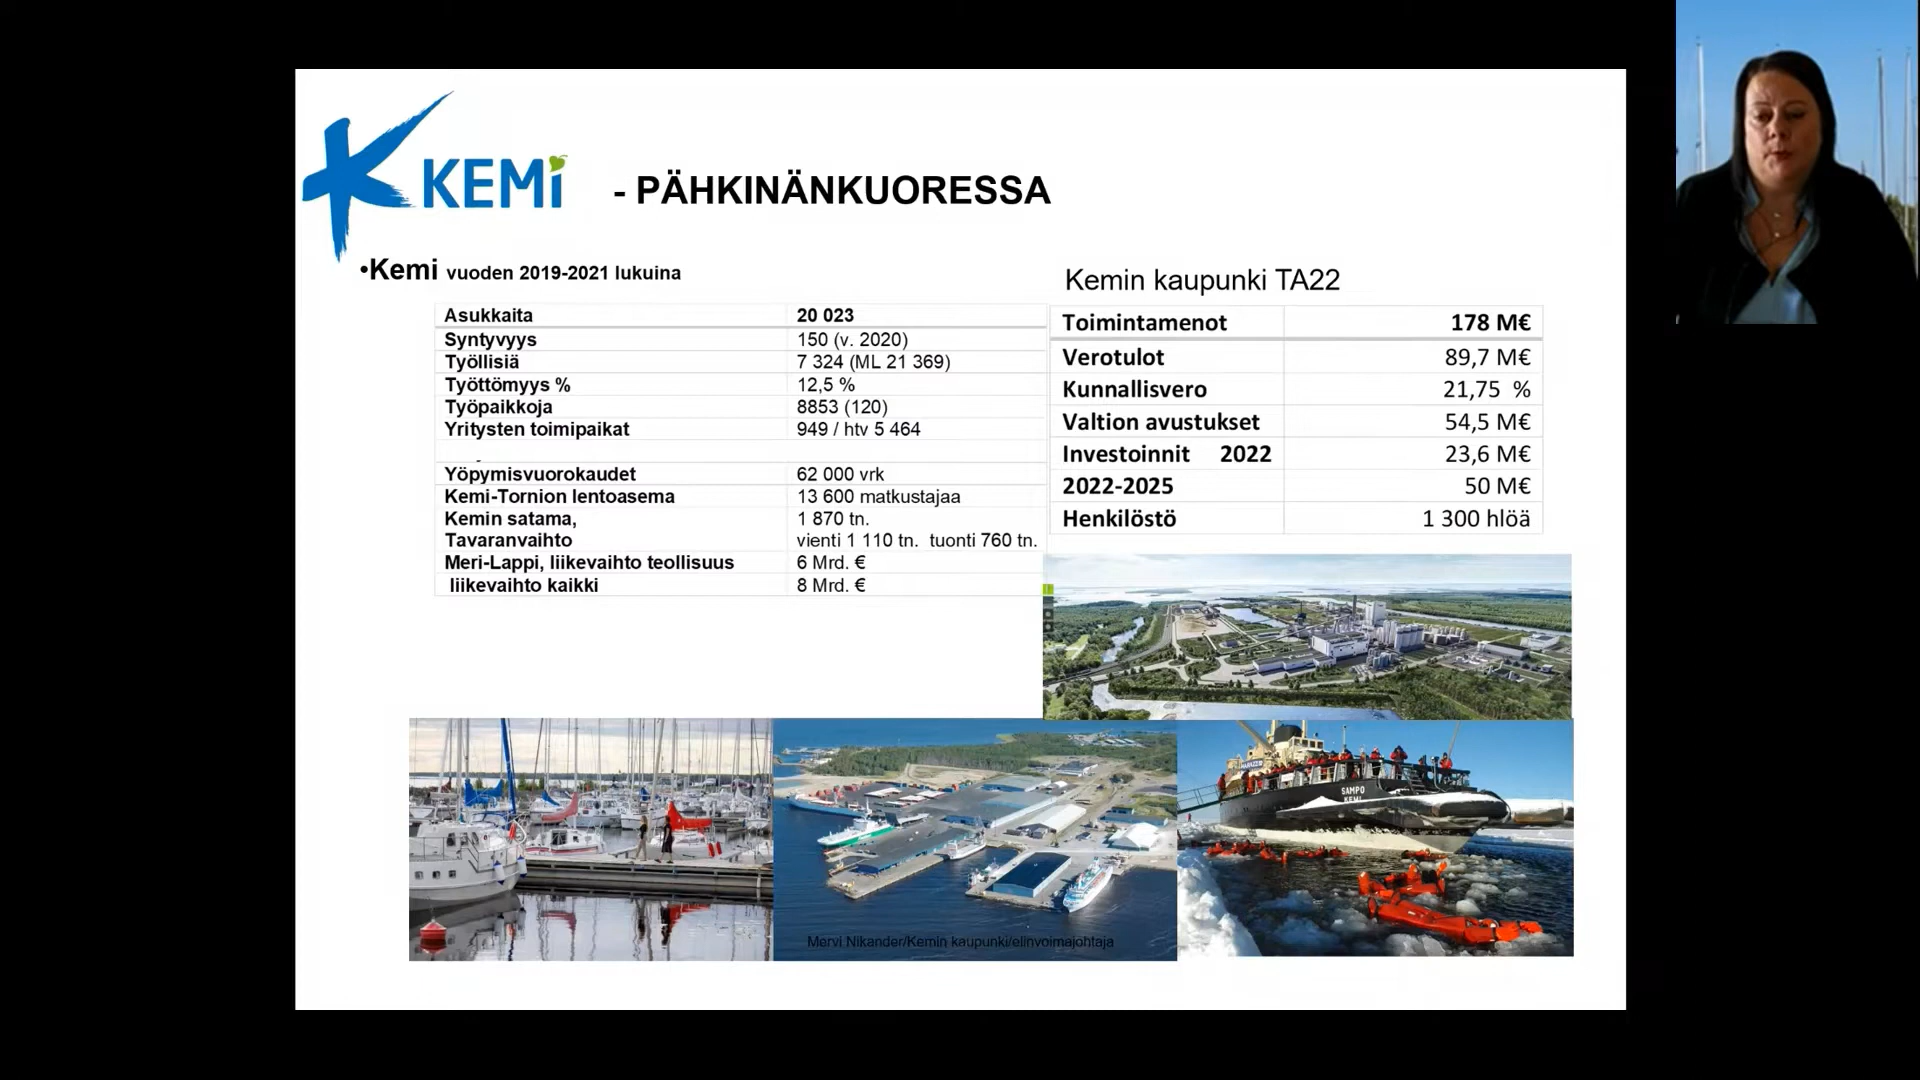 KEMi
- PÄHKINÄNKUORESSA
•Kemi vuoden 2019-2021 lukuina
Asukkaita 20 023
Syntyvyys 150 (v. 2020)
Työllisiä 7 324 (ML 21 369)
Työttömyys % 12,5 %
Työpaikkoja 8853 (120)
Yritysten toimipaikat 949 / htv 5 464
Yöpymisvuorokaudet 62 000 vrk
Kemi-Tornion lentoasema 13 600 matkustajaa
Kemin satama, 1 870 tn.
Tavaranvaihto vienti 1 110 tn. tuonti 760 tn.
Meri-Lappi, liikevaihto teollisuus 6 Mrd. €
liikevaihto kaikki 8 Mrd. €
Kemin kaupunki TA22
Toimintamenot 178 M€
Verotulot 89,7 M€
Kunnallisvero 21,75 %
Valtion avustukset 54,5 M€
Investoinnit 2022 23,6 M€
2022-2025 50 M€
Henkilöstö 1 300 hlöä
SAMPO
KEMI
Mervi Nikander/Kemin kaupunki/elinvoimajohtaja